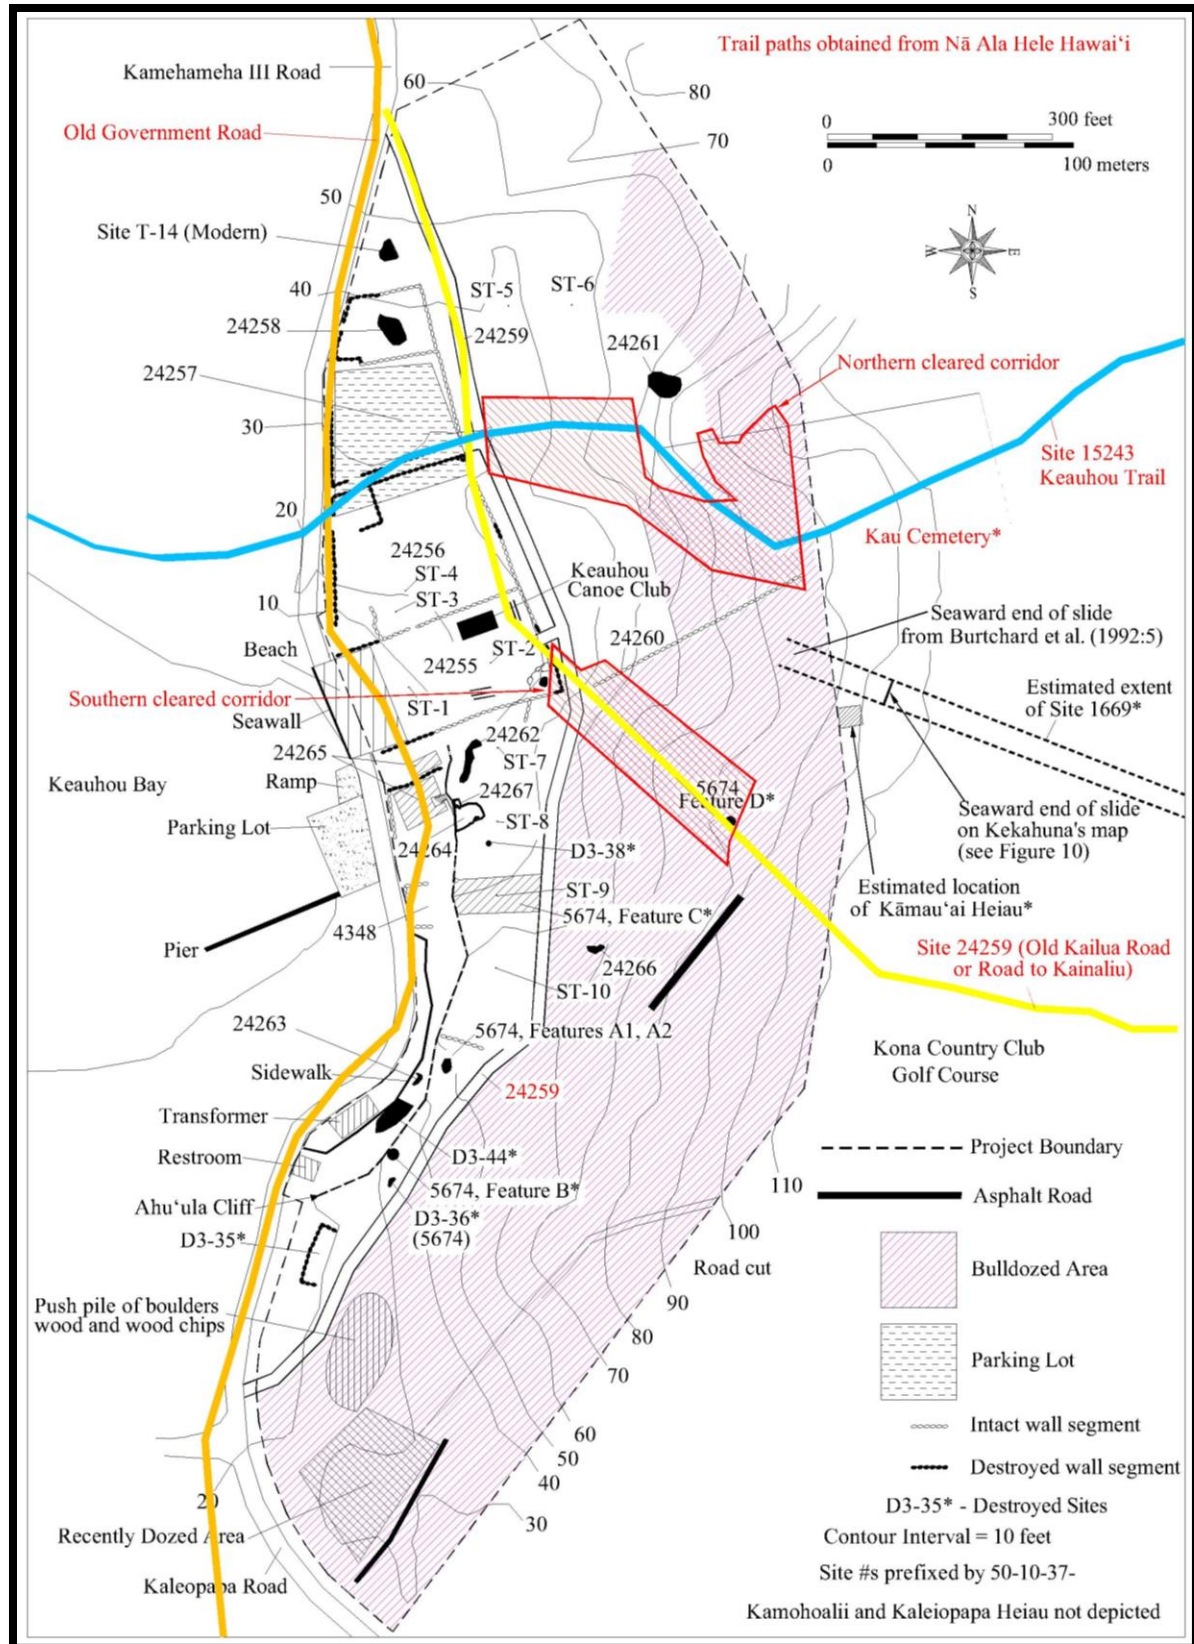 Trail paths obtained from Nā Ala Hele Hawai‘i
Kamehameha III Road
60
80
0
300 feet
Old Government Road
70
0
100 meters
50
N
Site T-14 (Modern)
W
E
S
40
ST-5
ST-6
24258
24259
24261
24257
Northern cleared corridor
30
Site 15243
Keauhou Trail
20
Kau Cemetery*
24256
ST-4
ST-3
Keauhou
Canoe Club
10
Seaward end of slide
from Burtchard et al. (1992:5)
Beach
24260
ST-2
24255
Estimated extent
of Site 1669*
Southern cleared corridor
ST-1
Seawall
24262
24265
ST-7
Keauhou Bay
Ramp
24267
5674
Feature D*
Seaward end of slide
on Kekahuna's map
(see Figure 10)
Parking Lot
ST-8
24264
D3-38*
Estimated location
of Kāmau‘ai Heiau*
ST-9
5674, Feature C*
4348
Pier
24266
Site 24259 (Old Kailua Road
or Road to Kainaliu)
ST-10
24263
5674, Features A1, A2
Kona Country Club
Golf Course
Sidewalk
24259
Transformer
Project Boundary
Restroom
D3-44*
110
5674, Feature B*
Asphalt Road
Ahu‘ula Cliff
D3-36*
(5674)
100
D3-35*
Road cut
Bulldozed Area
90
Push pile of boulders
wood and wood chips
80
70
Parking Lot
60
Intact wall segment
50
40
Destroyed wall segment
20
D3-35* - Destroyed Sites
30
Recently Dozed Area
Contour Interval = 10 feet
Site #s prefixed by 50-10-37-
Kaleopapa Road
Kamohoalii and Kaleiopapa Heiau not depicted